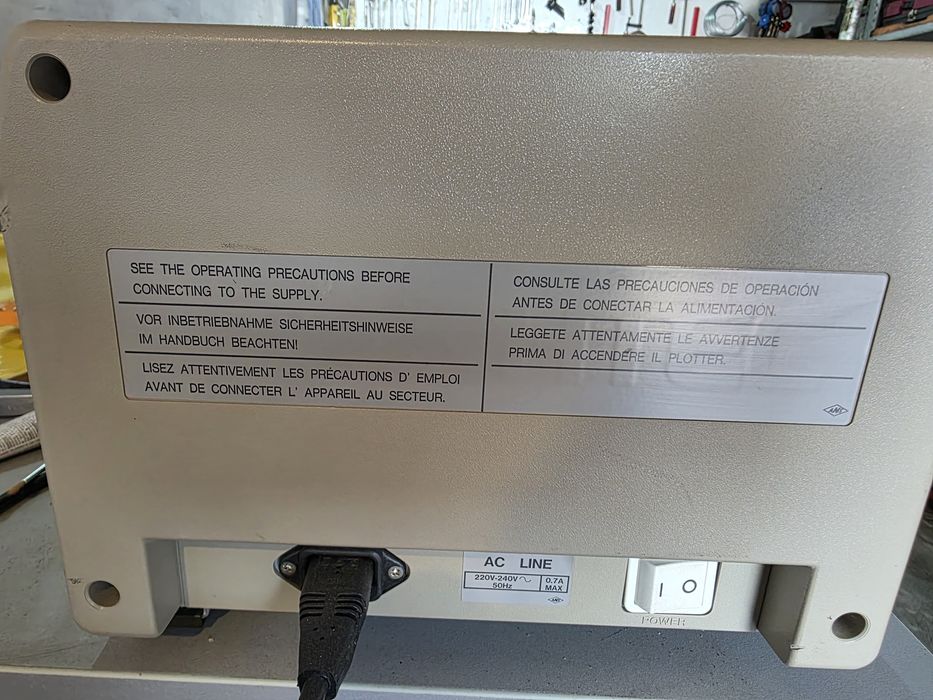 SEE THE OPERATING PRECAUTIONS BEFORE
CONNECTING TO THE SUPPLY.
VOR INBETRIEBNAHME SICHERHEITSHINWEISE
IM HANDBUCH BEACHTEN!
LISEZ ATTENTIVEMENT LES PRÉCAUTIONS D' EMPLOI
AVANT DE CONNECTER L' APPAREIL AU SECTEUR.
CONSULTE LAS PRECAUCIONES DE OPERACIÓN
ANTES DE CONECTAR LA ALIMENTACIÓN.
LEGGETE ATTENTAMENTE LE AVVERTENZE
PRIMA DI ACCENDERE IL PLOTTER.
AC LINE
220V-240V~
50Hz
0.7A
MAX
I O
POWER